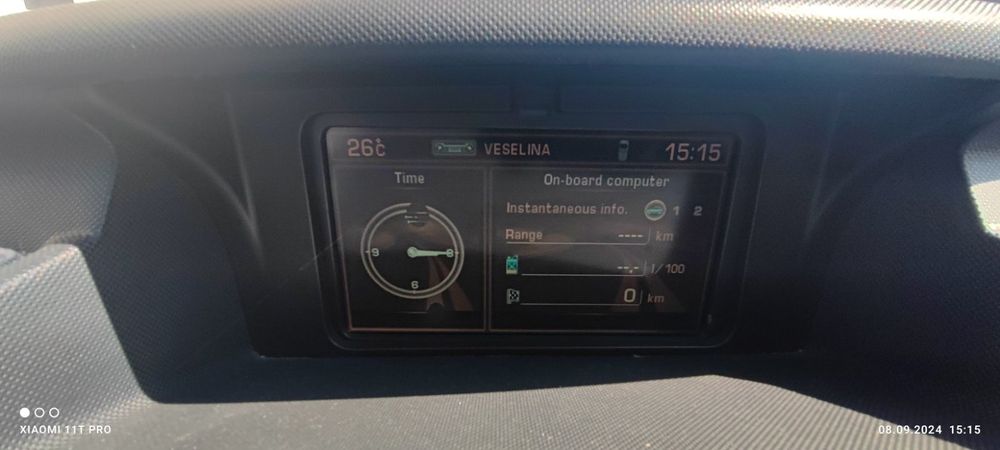 26°C VESELINA 15:15
Time
9 3
6
On-board computer
Instantaneous info. 1 2
Range ---- km
--.- l/100
0 km
XIAOMI 11T PRO
08.09.2024 15:15